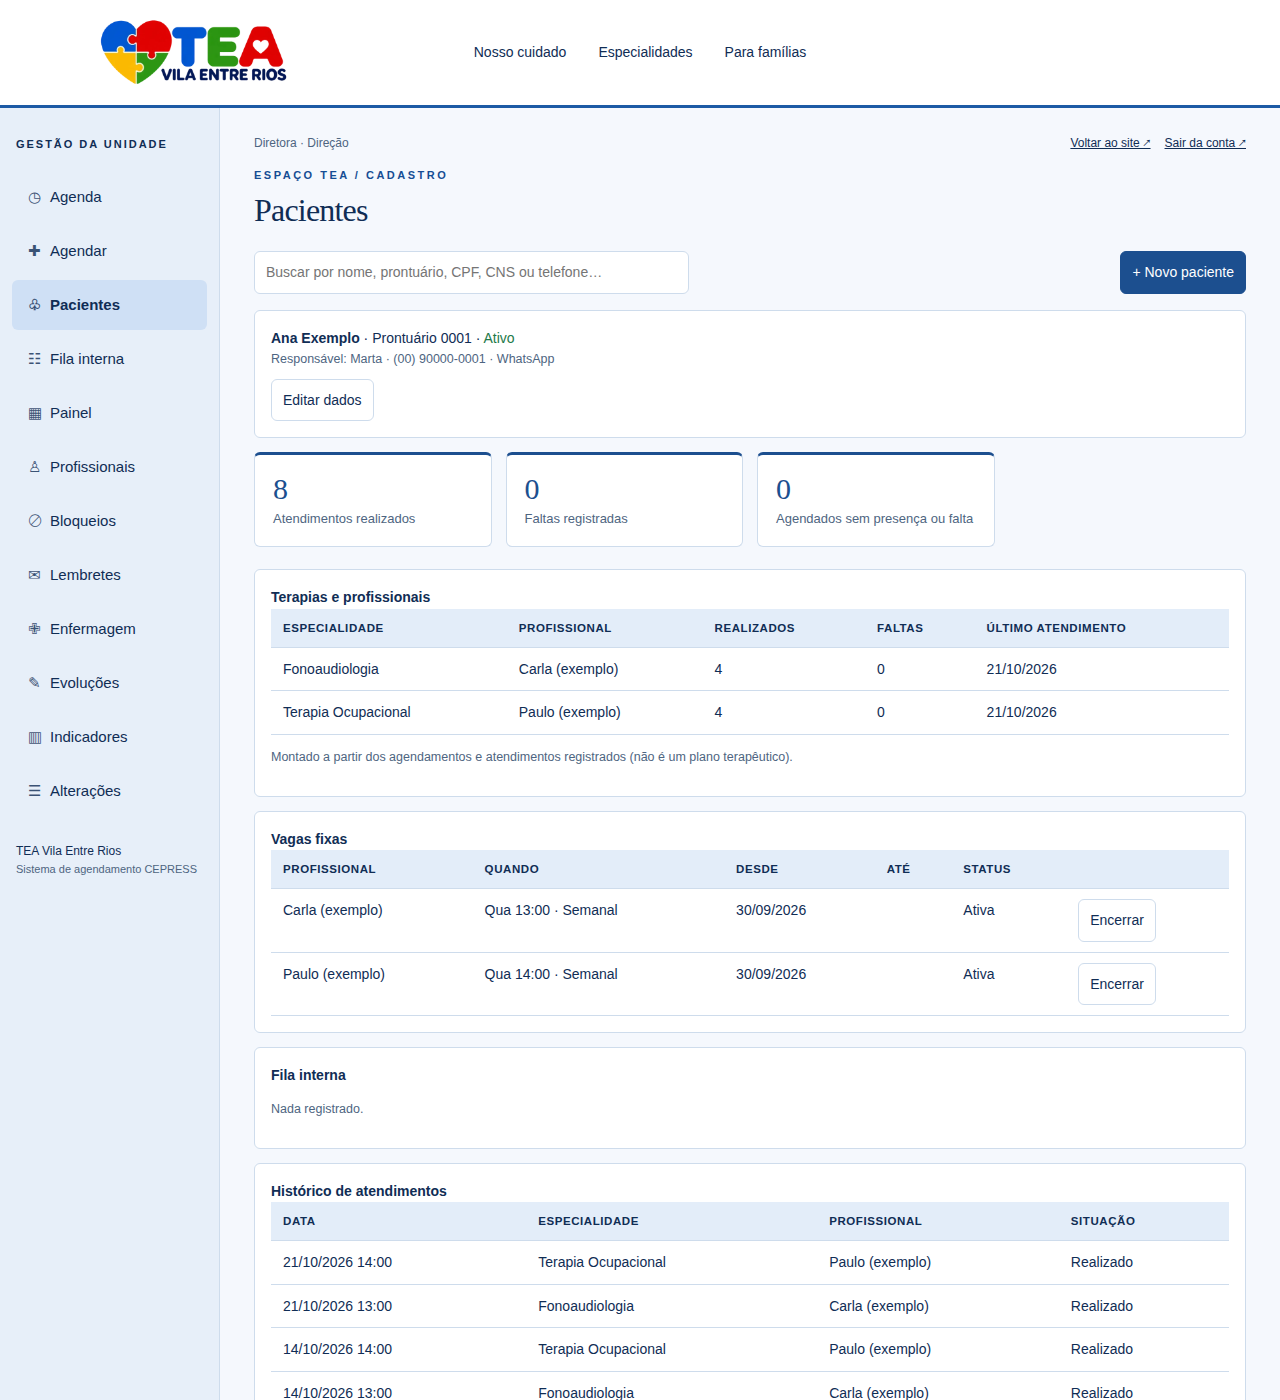 TEA
VILA ENTRE RIOS
Nosso cuidado Especialidades Para famílias
GESTÃO DA UNIDADE
Agenda
Agendar
Pacientes
Fila interna
Painel
Profissionais
Bloqueios
Lembretes
Enfermagem
Evoluções
Indicadores
Alterações
TEA Vila Entre Rios
Sistema de agendamento CEPRESS
Diretora · Direção Voltar ao site ↗ Sair da conta ↗
ESPAÇO TEA / CADASTRO
Pacientes
Buscar por nome, prontuário, CPF, CNS ou telefone… + Novo paciente
Ana Exemplo · Prontuário 0001 · Ativo
Responsável: Marta · (00) 90000-0001 · WhatsApp
Editar dados
8 0 0
Atendimentos realizados Faltas registradas Agendados sem presença ou falta
Terapias e profissionais
ESPECIALIDADE PROFISSIONAL REALIZADOS FALTAS ÚLTIMO ATENDIMENTO
Fonoaudiologia Carla (exemplo) 4 0 21/10/2026
Terapia Ocupacional Paulo (exemplo) 4 0 21/10/2026
Montado a partir dos agendamentos e atendimentos registrados (não é um plano terapêutico).
Vagas fixas
PROFISSIONAL QUANDO DESDE ATÉ STATUS
Carla (exemplo) Qua 13:00 · Semanal 30/09/2026 Ativa Encerrar
Paulo (exemplo) Qua 14:00 · Semanal 30/09/2026 Ativa Encerrar
Fila interna
Nada registrado.
Histórico de atendimentos
DATA ESPECIALIDADE PROFISSIONAL SITUAÇÃO
21/10/2026 14:00 Terapia Ocupacional Paulo (exemplo) Realizado
21/10/2026 13:00 Fonoaudiologia Carla (exemplo) Realizado
14/10/2026 14:00 Terapia Ocupacional Paulo (exemplo) Realizado
14/10/2026 13:00 Fonoaudiologia Carla (exemplo) Realizado